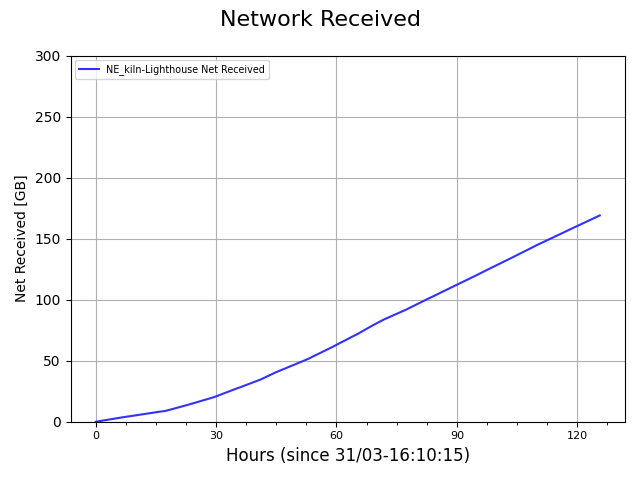 Network Received
300
NE_kiln-Lighthouse Net Received
250
200
150
100
50
0
Net Received [GB]
0 30 60 90 120
Hours (since 31/03-16:10:15)